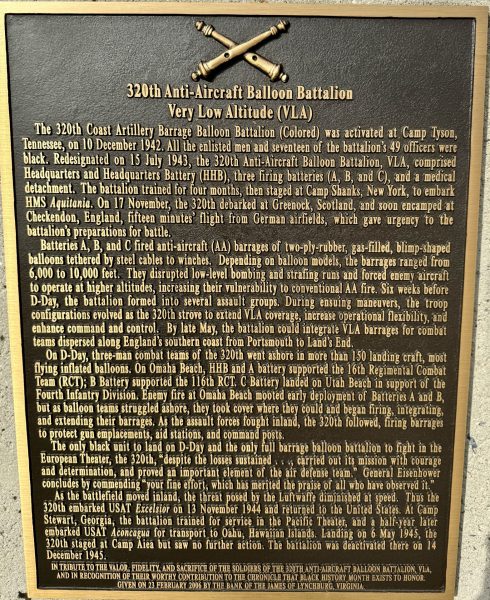 320th Anti-Aircraft Balloon Battalion
Very Low Altitude (VLA)
The 320th Coast Artillery Barrage Balloon Battalion (Colored) was activated at Camp Tyson,
Tennessee, on 10 December 1942. All the enlisted men and seventeen of the battalion's 49 officers were
black. Redesignated on 15 July 1943, the 320th Anti-Aircraft Balloon Battalion, VLA, comprised
Headquarters and Headquarters Battery (HHB), three firing batteries (A, B, and C), and a medical
detachment. The battalion trained for four months, then staged at Camp Shanks, New York, to embark
HMS Aquitania. On 17 November, the 320th debarked at Greenock, Scotland, and soon encamped at
Checkendon, England, fifteen minutes' flight from German airfields, which gave urgency to the
battalion's preparations for battle.
Batteries A, B, and C fired anti-aircraft (AA) barrages of two-ply-rubber, gas-filled, blimp-shaped
balloons tethered by steel cables to winches. Depending on balloon models, the barrages ranged from
6,000 to 10,000 feet. They disrupted low-level bombing and strafing runs and forced enemy aircraft
to operate at higher altitudes, increasing their vulnerability to conventional AA fire. Six weeks before
D-Day, the battalion formed into several assault groups. During ensuing maneuvers, the troop
configurations evolved as the 320th strove to extend VLA coverage, increase operational flexibility, and
enhance command and control. By late May, the battalion could integrate VLA barrages for combat
teams dispersed along England's southern coast from Portsmouth to Land's End.
On D-Day, three-man combat teams of the 320th went ashore in more than 150 landing craft, most
flying inflated balloons. On Omaha Beach, HHB and A battery supported the 16th Regimental Combat
Team (RCT); B Battery supported the 116th RCT. C Battery landed on Utah Beach in support of the
Fourth Infantry Division. Enemy fire at Omaha Beach mooted early deployment of Batteries A and B,
but as balloon teams struggled ashore, they took cover where they could and began firing, integrating,
and extending their barrages. As the assault forces fought inland, the 320th followed, firing barrages
to protect gun emplacements, aid stations, and command posts.
The only black unit to land on D-Day and the only full barrage balloon battalion to fight in the
European Theater, the 320th, "despite the losses sustained . . . , carried out its mission with courage
and determination, and proved an important element of the air defense team." General Eisenhower
concludes by commending "your fine effort, which has merited the praise of all who have observed it."
As the battlefield moved inland, the threat posed by the Luftwaffe diminished at speed. Thus the
320th embarked USAT Excelsior on 13 November 1944 and returned to the United States. At Camp
Stewart, Georgia, the battalion trained for service in the Pacific Theater, and a half-year later
embarked USAT Aconcagua for transport to Oahu, Hawaiian Islands. Landing on 6 May 1945, the
320th staged at Camp Aiea but saw no further action. The battalion was deactivated there on 14
December 1945.
IN TRIBUTE TO THE VALOR, FIDELITY, AND SACRIFICE OF THE SOLDIERS OF THE 320TH ANTI-AIRCRAFT BALLOON BATTALION, VLA,
AND IN RECOGNITION OF THEIR WORTHY CONTRIBUTION TO THE CHRONICLE THAT BLACK HISTORY MONTH EXISTS TO HONOR.
GIVEN ON 23 FEBRUARY 2006 BY THE BANK OF THE JAMES OF LYNCHBURG, VIRGINIA.